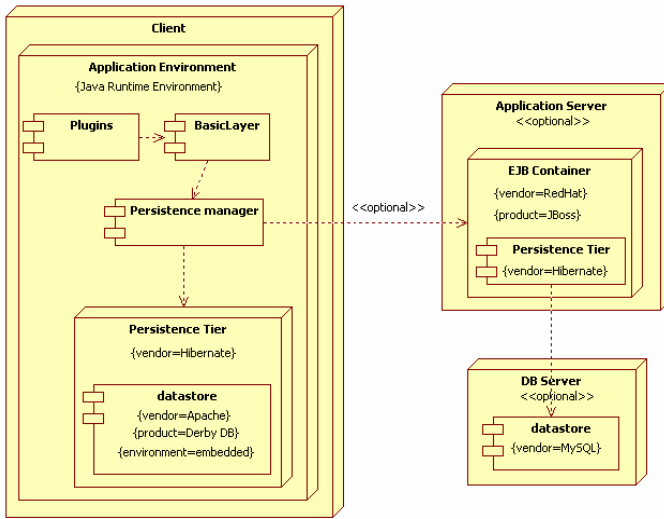 Client
Application Environment
{Java Runtime Environment}
Plugins
BasicLayer
Persistence manager
<<optional>>
Persistence Tier
{vendor=Hibernate}
datastore
{vendor=Apache}
{product=Derby DB}
{environment=embedded}
Application Server
<<optional>>
EJB Container
{vendor=RedHat}
{product=JBoss}
Persistence Tier
{vendor=Hibernate}
DB Server
<<optional>>
datastore
{vendor=MySQL}